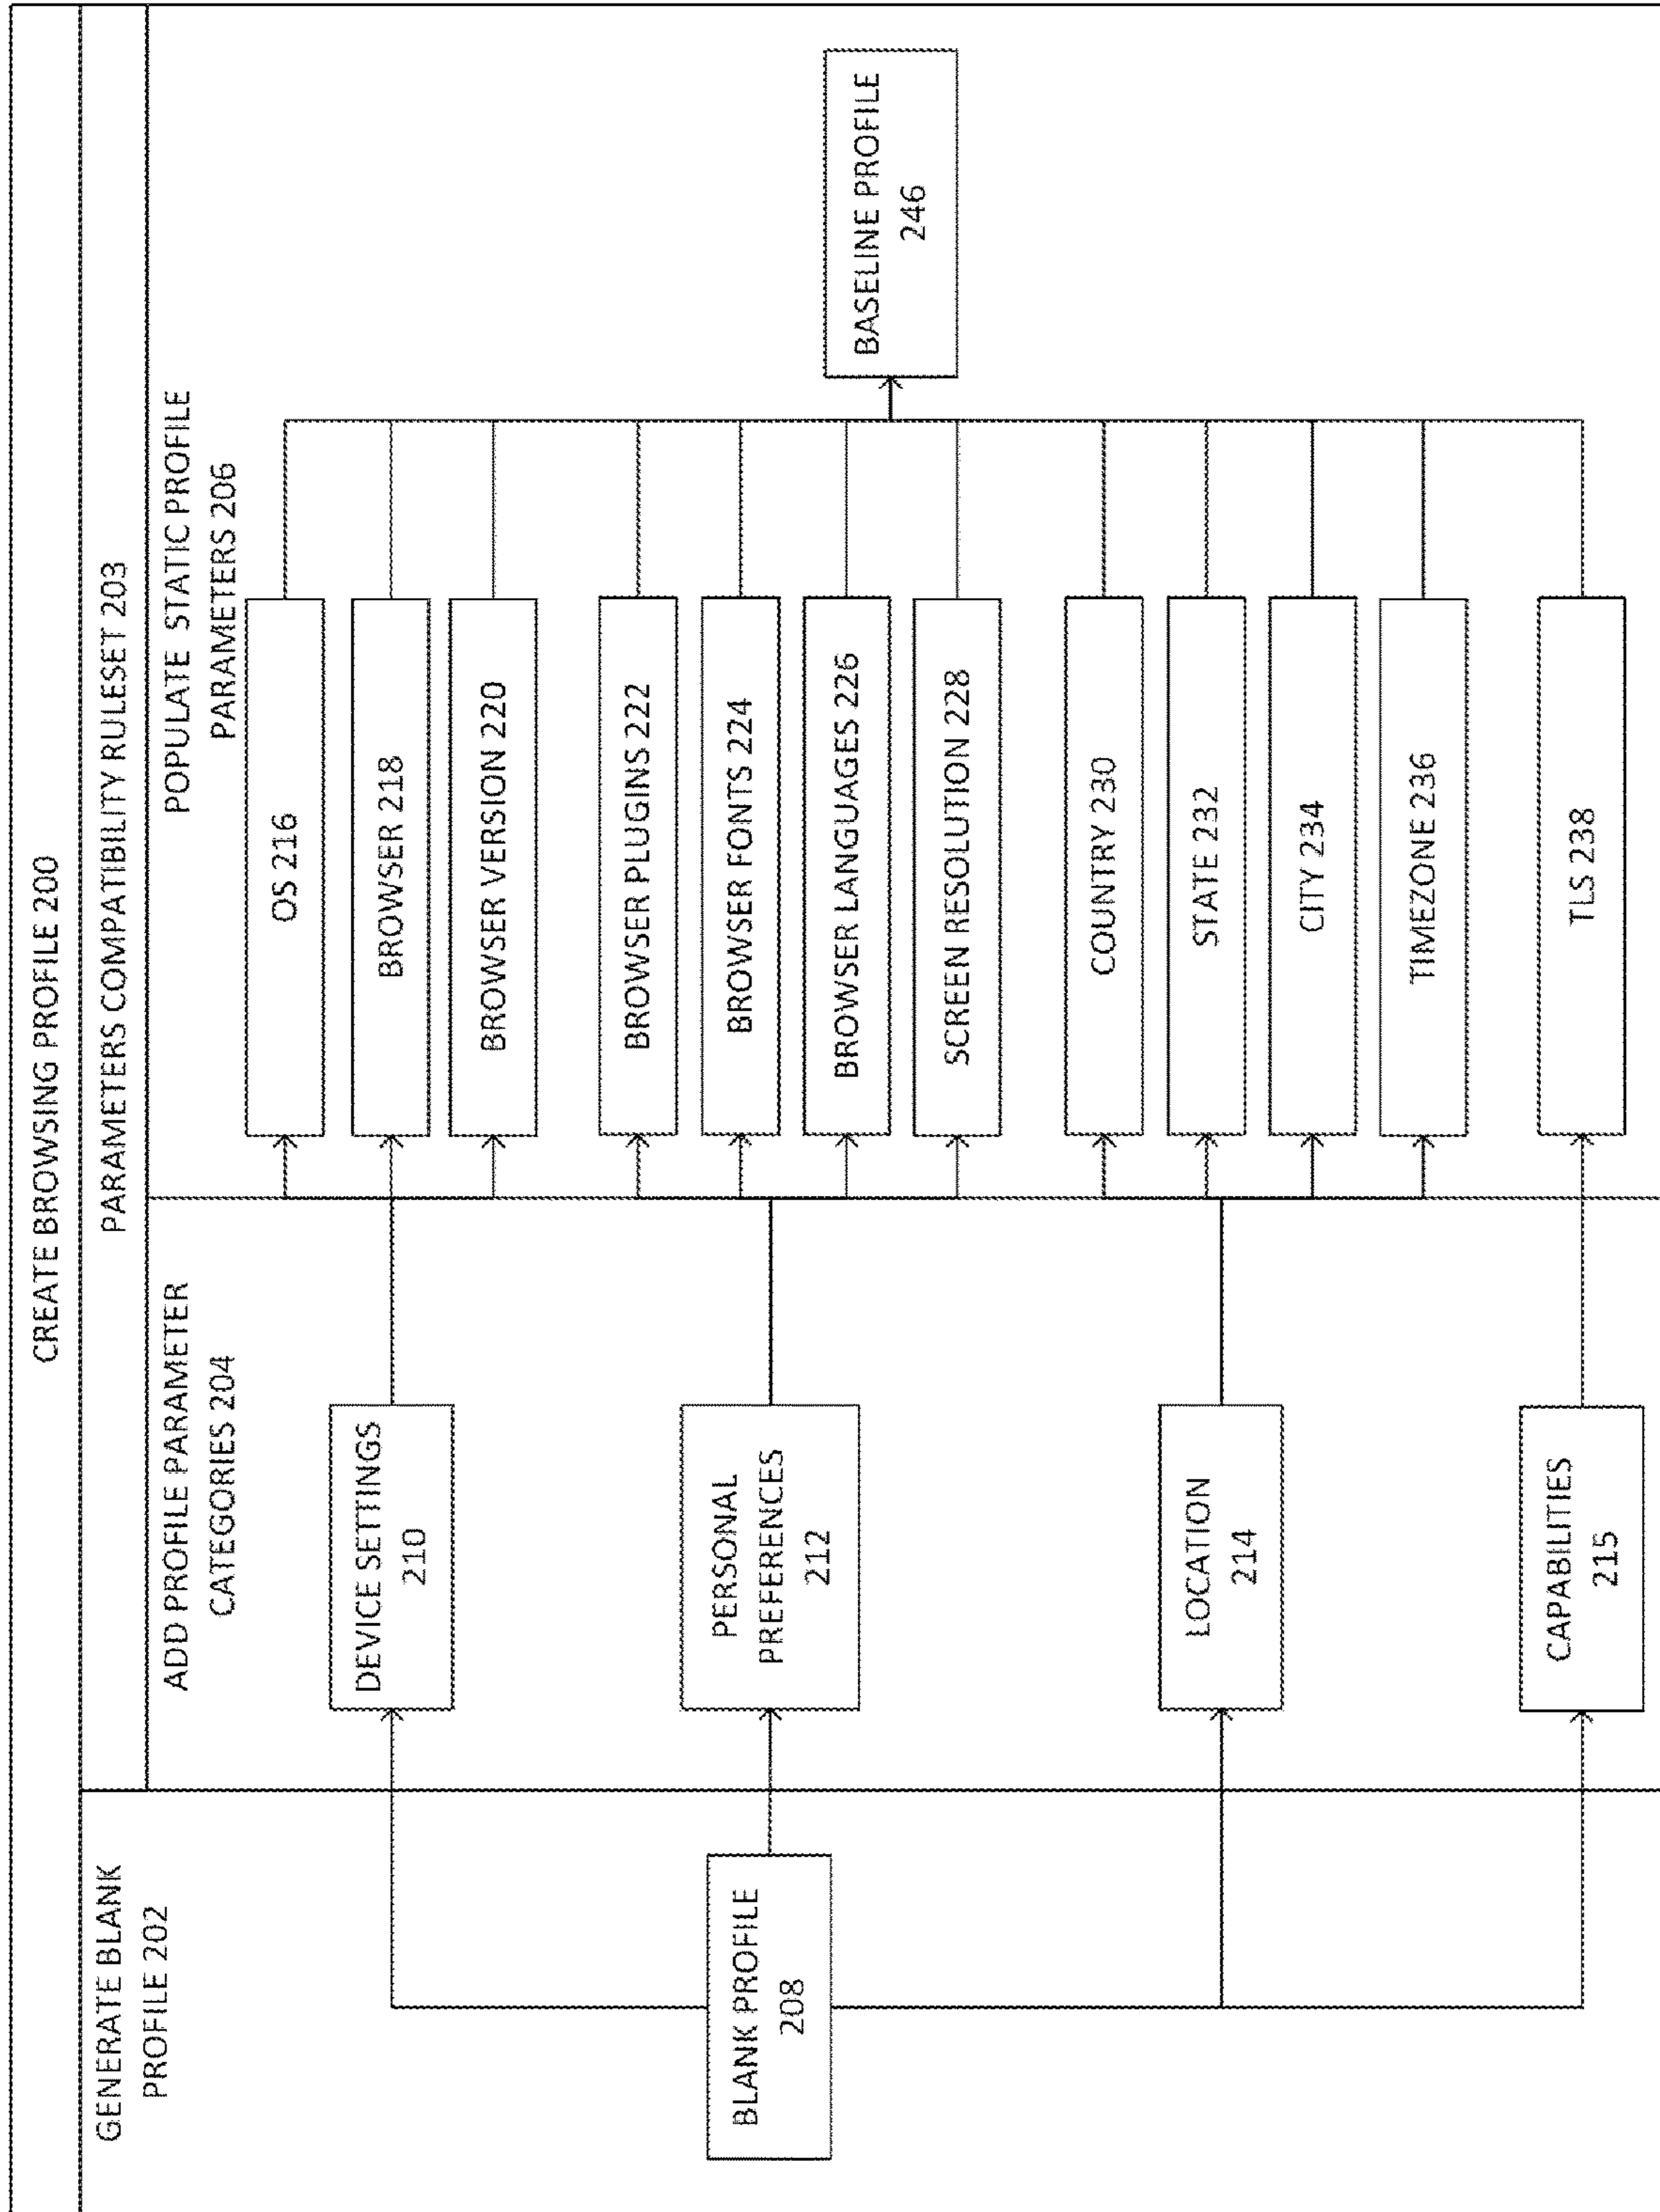 CREATE BROWSING PROFILE 200
PARAMETERS COMPATIBILITY RULESET 203
GENERATE BLANK
PROFILE 202
ADD PROFILE PARAMETER
CATEGORIES 204
POPULATE STATIC PROFILE
PARAMETERS 206
BLANK PROFILE
208
DEVICE SETTINGS
210
PERSONAL
PREFERENCES
212
LOCATION
214
CAPABILITIES
215
OS 216
BROWSER 218
BROWSER VERSION 220
BROWSER PLUGINS 222
BROWSER FONTS 224
BROWSER LANGUAGES 226
SCREEN RESOLUTION 228
COUNTRY 230
STATE 232
CITY 234
TIMEZONE 236
TLS 238
BASELINE PROFILE
246